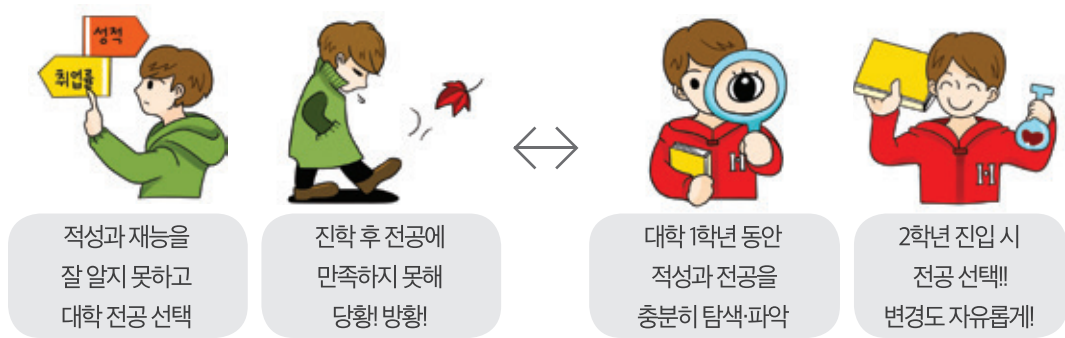 성적
취업률
1·1
1·1
적성과 재능을
잘 알지 못하고
대학 전공 선택
진학 후 전공에
만족하지 못해
당황! 방황!
대학 1학년 동안
적성과 전공을
충분히 탐색·파악
2학년 진입 시
전공 선택!!
변경도 자유롭게!